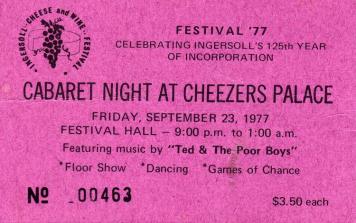 INGERSOLL • CHEESE and WINE • FESTIVAL •
FESTIVAL '77
CELEBRATING INGERSOLL'S 125th YEAR
OF INCORPORATION
CABARET NIGHT AT CHEEZERS PALACE
FRIDAY, SEPTEMBER 23, 1977
FESTIVAL HALL — 9:00 p.m. to 1:00 a.m.
Featuring music by "Ted & The Poor Boys"
*Floor Show *Dancing *Games of Chance
No 00463
$3.50 each